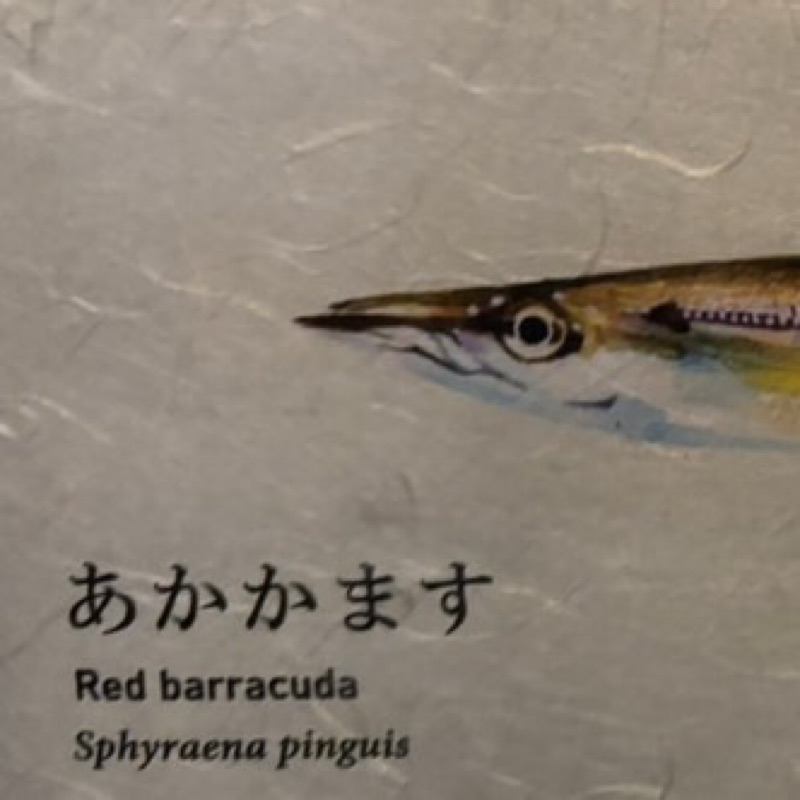 あかかます
Red barracuda
Sphyraena pinguis